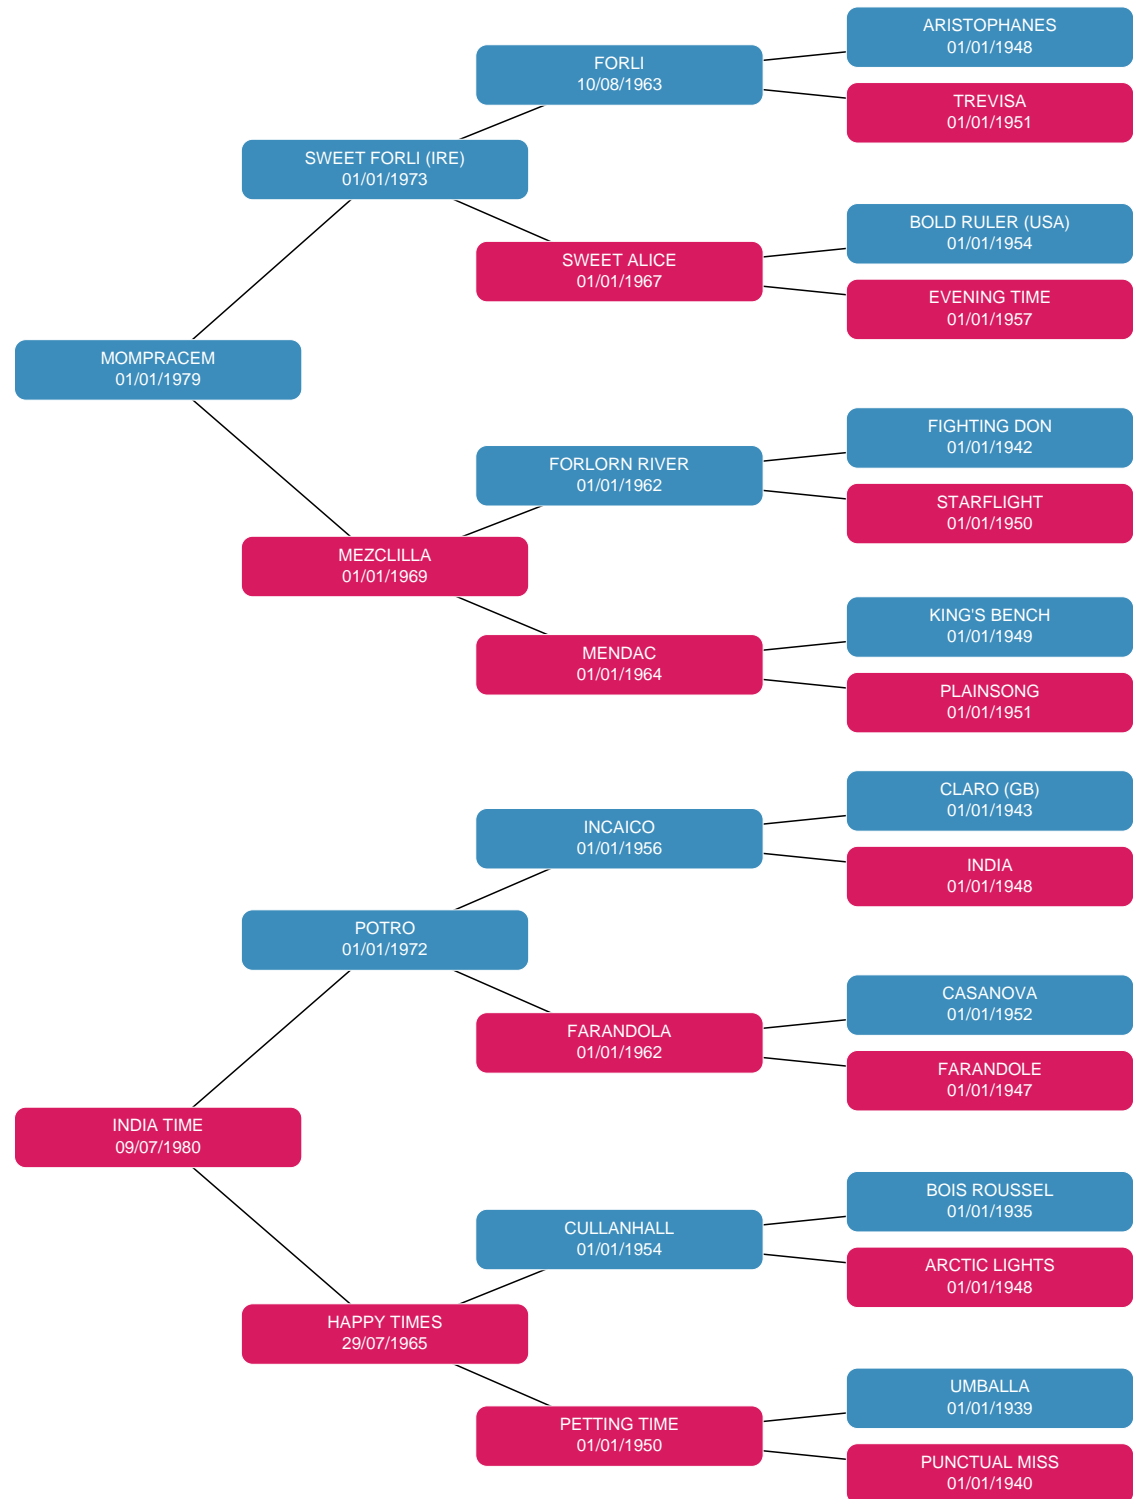 ARISTOPHANES
01/01/1948
FORLI
10/08/1963
TREVISA
01/01/1951
SWEET FORLI (IRE)
01/01/1973
BOLD RULER (USA)
01/01/1954
SWEET ALICE
01/01/1967
EVENING TIME
01/01/1957
MOMPRACEM
01/01/1979
FIGHTING DON
01/01/1942
FORLORN RIVER
01/01/1962
STARFLIGHT
01/01/1950
MEZCLILLA
01/01/1969
KING'S BENCH
01/01/1949
MENDAC
01/01/1964
PLAINSONG
01/01/1951
CLARO (GB)
01/01/1943
INCAICO
01/01/1956
INDIA
01/01/1948
POTRO
01/01/1972
CASANOVA
01/01/1952
FARANDOLA
01/01/1962
FARANDOLE
01/01/1947
INDIA TIME
09/07/1980
BOIS ROUSSEL
01/01/1935
CULLANHALL
01/01/1954
ARCTIC LIGHTS
01/01/1948
HAPPY TIMES
29/07/1965
UMBALLA
01/01/1939
PETTING TIME
01/01/1950
PUNCTUAL MISS
01/01/1940